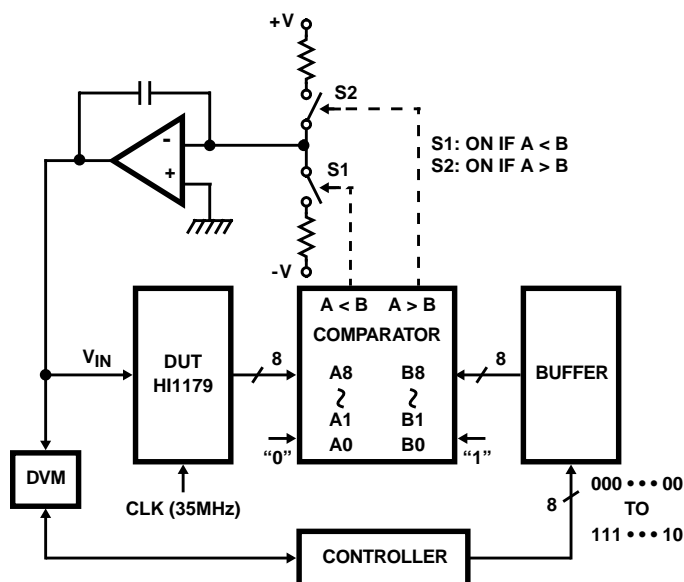 +V
S2
-
+
S1: ON IF A < B
S2: ON IF A > B
S1
-V
A < B A > B
COMPARATOR
VIN
DUT
HI1179
8
A8 B8
8
BUFFER
A1 B1
A0 B0
"0"
"1"
DVM
CLK (35MHz)
8
000 • • • 00
TO
111 • • • 10
CONTROLLER